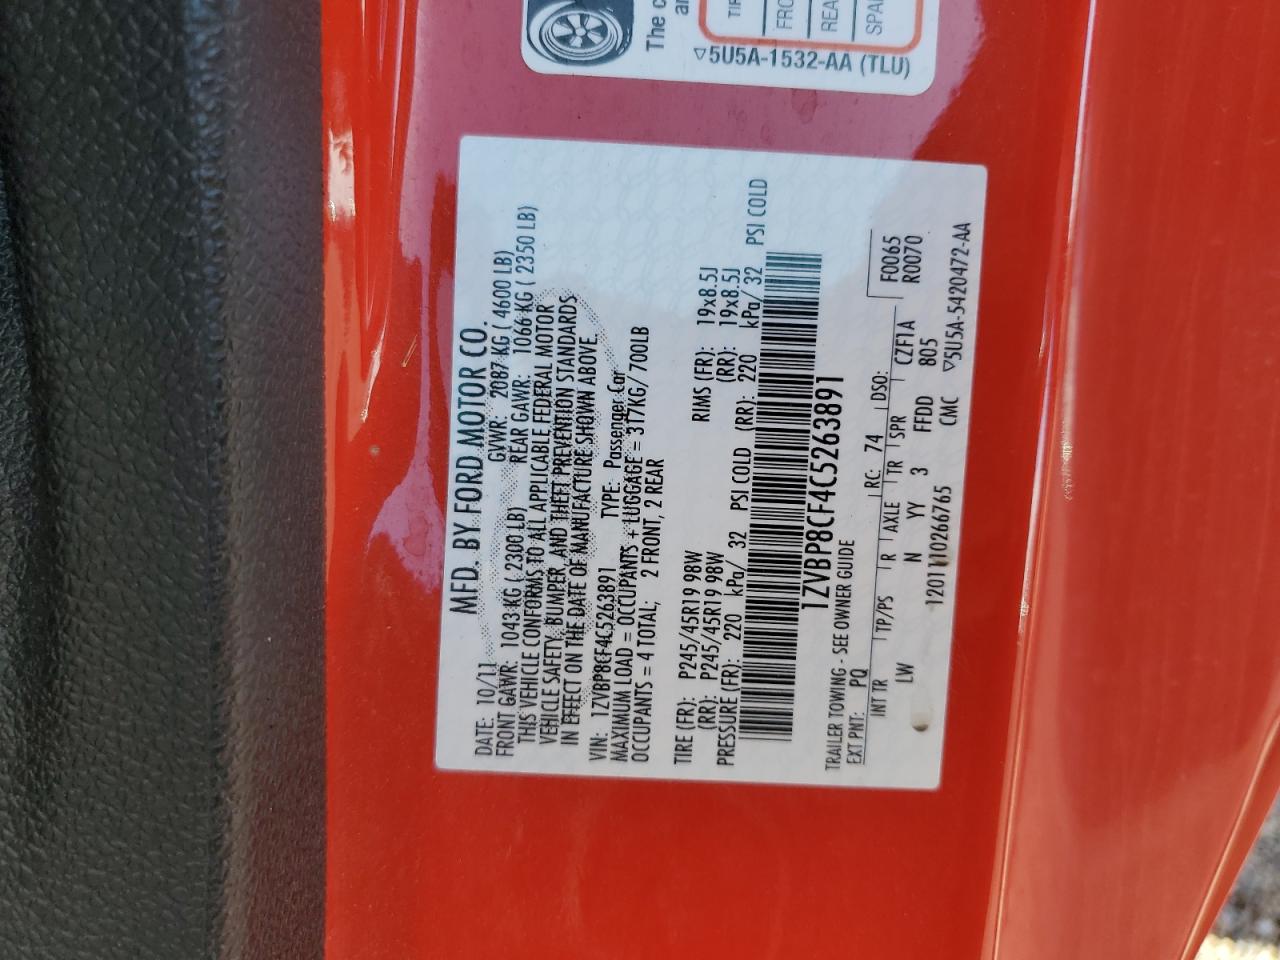 The c
an
TIR
FRO
REA
SPA
▽5U5A-1532-AA (TLU)
MFD. BY FORD MOTOR CO.
DATE: 10/11 GVWR: 2087 KG ( 4600 LB)
FRONT GAWR: 1043 KG ( 2300 LB) REAR GAWR: 1066 KG ( 2350 LB)
THIS VEHICLE CONFORMS TO ALL APPLICABLE FEDERAL MOTOR
VEHICLE SAFETY, BUMPER, AND THEFT PREVENTION STANDARDS
IN EFFECT ON THE DATE OF MANUFACTURE SHOWN ABOVE.
VIN: 1ZVBP8CF4C5263891 TYPE: Passenger Car
MAXIMUM LOAD = OCCUPANTS + LUGGAGE = 317KG/ 700LB
OCCUPANTS = 4 TOTAL; 2 FRONT, 2 REAR
TIRE (FR): P245/45R19 98W RIMS (FR): 19x8.5J
(RR): P245/45R19 98W (RR): 19x8.5J
PRESSURE (FR): 220 kPa/ 32 PSI COLD (RR): 220 kPa/ 32 PSI COLD
1ZVBP8CF4C5263891
TRAILER TOWING - SEE OWNER GUIDE
EXT PNT: PQ RC: 74 DSO: F0065
INT TR TP/PS R AXLE TR SPR CZF1A R0070
LW N YY 3 FFDD 805
12011110266765 CMC ▽5U5A-5420472-AA